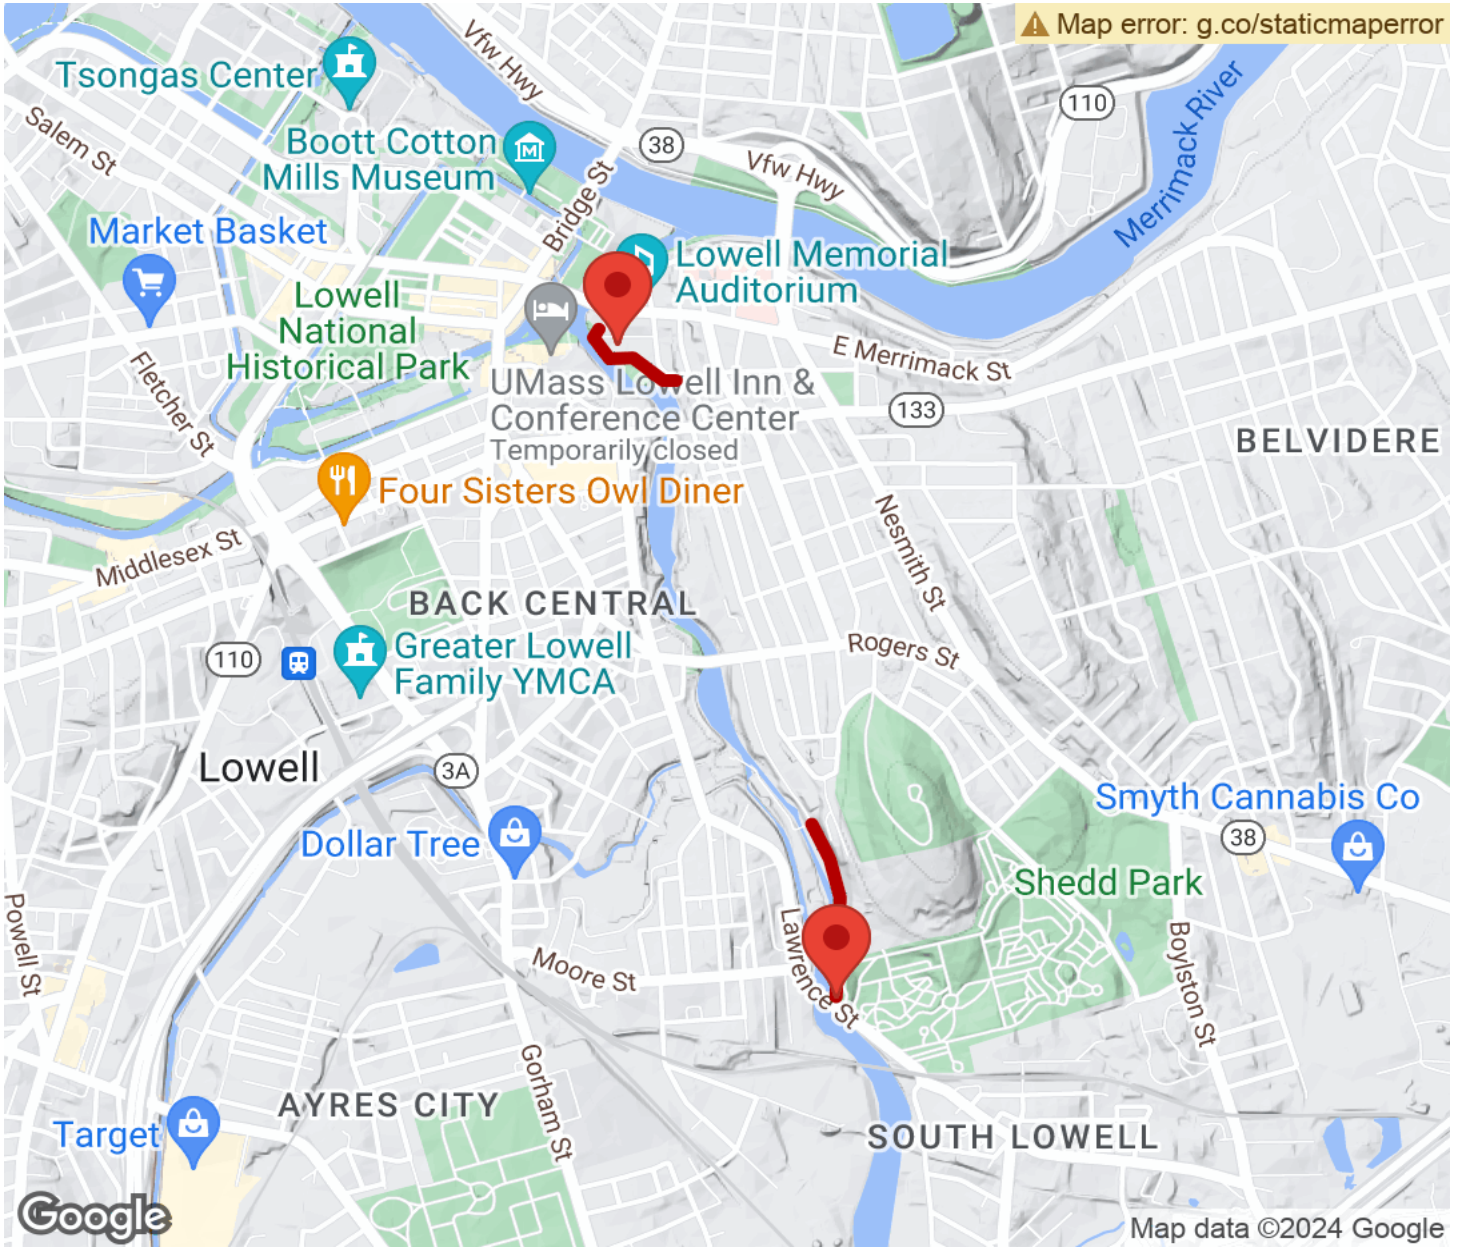 Map error: g.co/staticmaperror
Vfw Hwy
Tsongas Center
110
Merrimack River
Salem St
Boott Cotton
Mills Museum
38
Vfw Hwy
Bridge St
Market Basket
Lowell Memorial
Auditorium
Lowell
National
Historical Park
E Merrimack St
Fletcher St
UMass Lowell Inn &
Conference Center
Temporarily closed
133
BELVIDERE
Four Sisters Owl Diner
Nesmith St
Middlesex St
BACK CENTRAL
Rogers St
110
Greater Lowell
Family YMCA
Lowell
3A
Smyth Cannabis Co
38
Dollar Tree
Shedd Park
Powell St
Lawrence St
Boylston St
Moore St
Gorham St
AYRES CITY
Target
SOUTH LOWELL
Google
Map data ©2024 Google